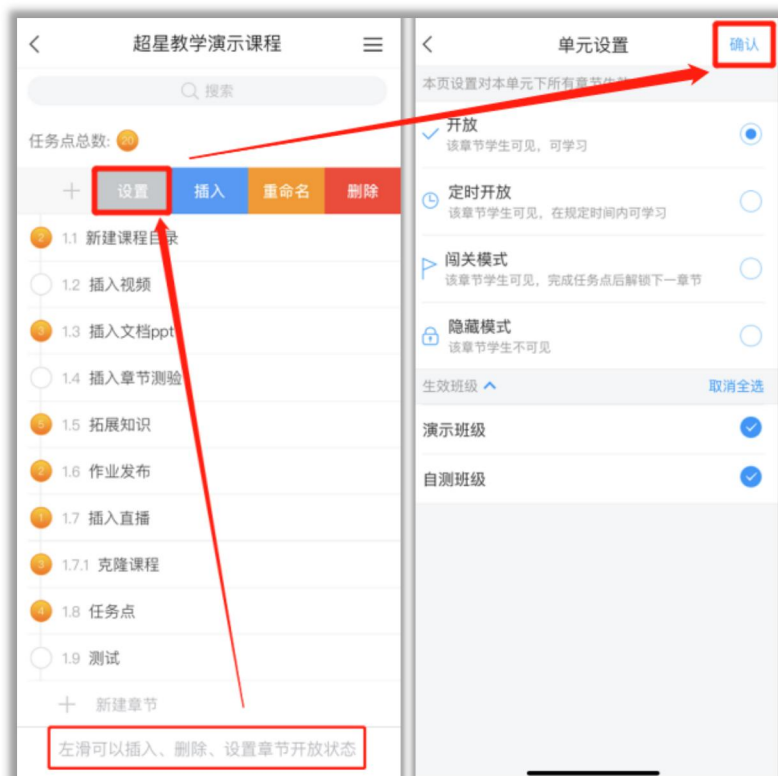 超星教学演示课程
搜索
任务点总数: 20
设置 插入 重命名 删除
2 1.1 新建课程目录
1.2 插入视频
3 1.3 插入文档ppt
1.4 插入章节测验
5 1.5 拓展知识
2 1.6 作业发布
1 1.7 插入直播
3 1.7.1 克隆课程
4 1.8 任务点
1.9 测试
新建章节
左滑可以插入、删除、设置章节开放状态
单元设置 确认
本页设置对本单元下所有章节
开放
该章节学生可见，可学习
定时开放
该章节学生可见，在规定时间内可学习
闯关模式
该章节学生可见，完成任务点后解锁下一章节
隐藏模式
该章节学生不可见
生效班级 取消全选
演示班级
自测班级